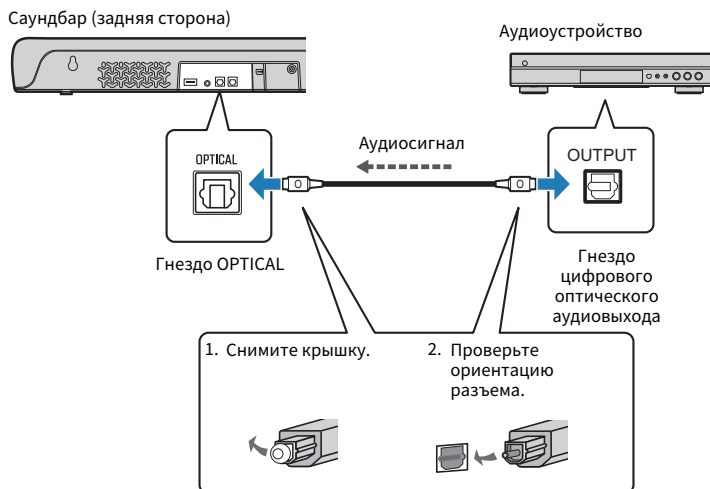 Саундбар (задняя сторона)
Аудиоустройство
OPTICAL
Аудиосигнал
OUTPUT
Гнездо OPTICAL
Гнездо
цифрового
оптического
аудиовыхода
1. Снимите крышку.
2. Проверьте
ориентацию
разъема.